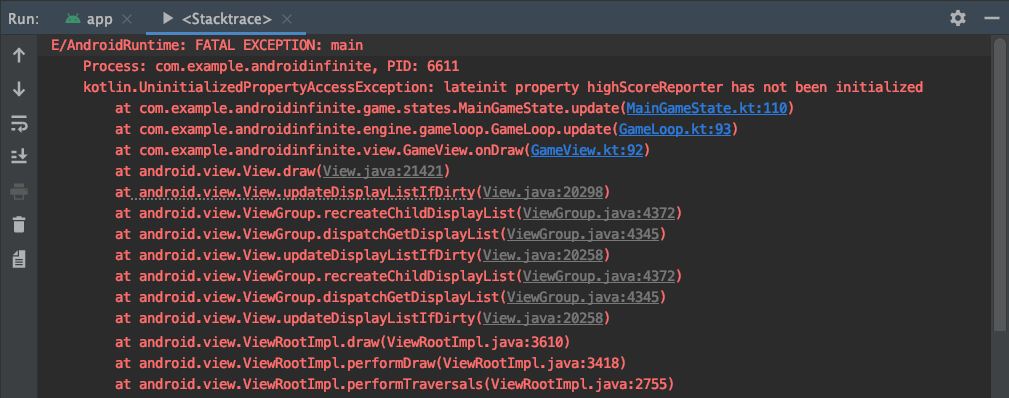 Run: app × <Stacktrace> ×
E/AndroidRuntime: FATAL EXCEPTION: main
Process: com.example.androidinfinite, PID: 6611
kotlin.UninitializedPropertyAccessException: lateinit property highScoreReporter has not been initialized
at com.example.androidinfinite.game.states.MainGameState.update(MainGameState.kt:110)
at com.example.androidinfinite.engine.gameloop.GameLoop.update(GameLoop.kt:93)
at com.example.androidinfinite.view.GameView.onDraw(GameView.kt:92)
at android.view.View.draw(View.java:21421)
at android.view.View.updateDisplayListIfDirty(View.java:20298)
at android.view.ViewGroup.recreateChildDisplayList(ViewGroup.java:4372)
at android.view.ViewGroup.dispatchGetDisplayList(ViewGroup.java:4345)
at android.view.View.updateDisplayListIfDirty(View.java:20258)
at android.view.ViewGroup.recreateChildDisplayList(ViewGroup.java:4372)
at android.view.ViewGroup.dispatchGetDisplayList(ViewGroup.java:4345)
at android.view.View.updateDisplayListIfDirty(View.java:20258)
at android.view.ViewRootImpl.draw(ViewRootImpl.java:3610)
at android.view.ViewRootImpl.performDraw(ViewRootImpl.java:3418)
at android.view.ViewRootImpl.performTraversals(ViewRootImpl.java:2755)